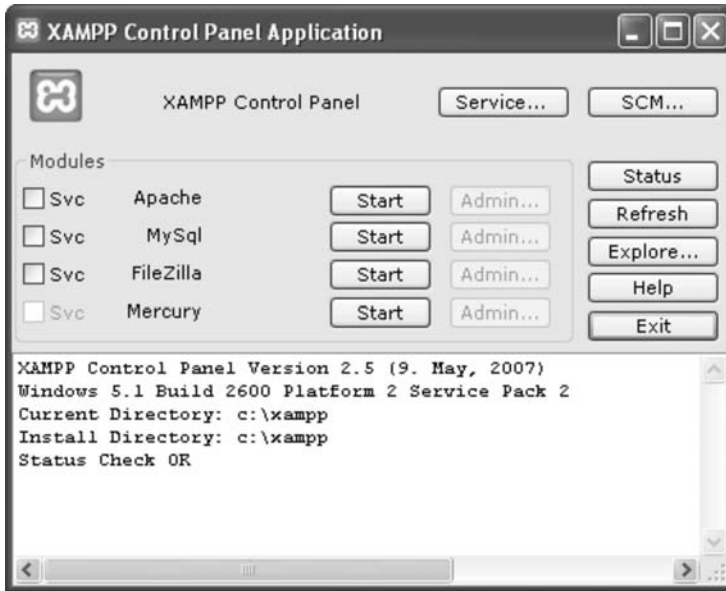 XAMPP Control Panel Application
XAMPP Control Panel Service... SCM...
Modules
Svc Apache Start Admin...
Svc MySql Start Admin...
Svc FileZilla Start Admin...
Svc Mercury Start Admin...
Status
Refresh
Explore...
Help
Exit
XAMPP Control Panel Version 2.5 (9. May, 2007)
Windows 5.1 Build 2600 Platform 2 Service Pack 2
Current Directory: c:\xampp
Install Directory: c:\xampp
Status Check OK